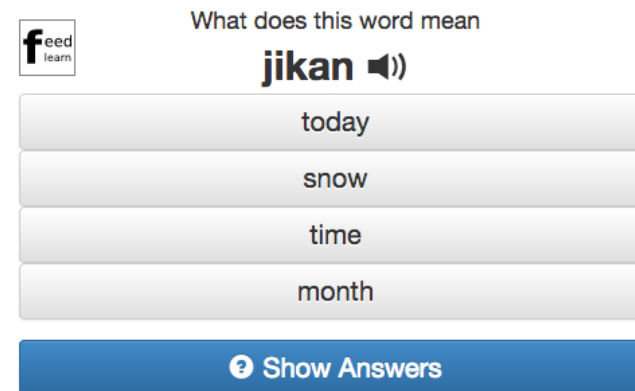 feed
learn
What does this word mean
jikan
today
snow
time
month
Show Answers